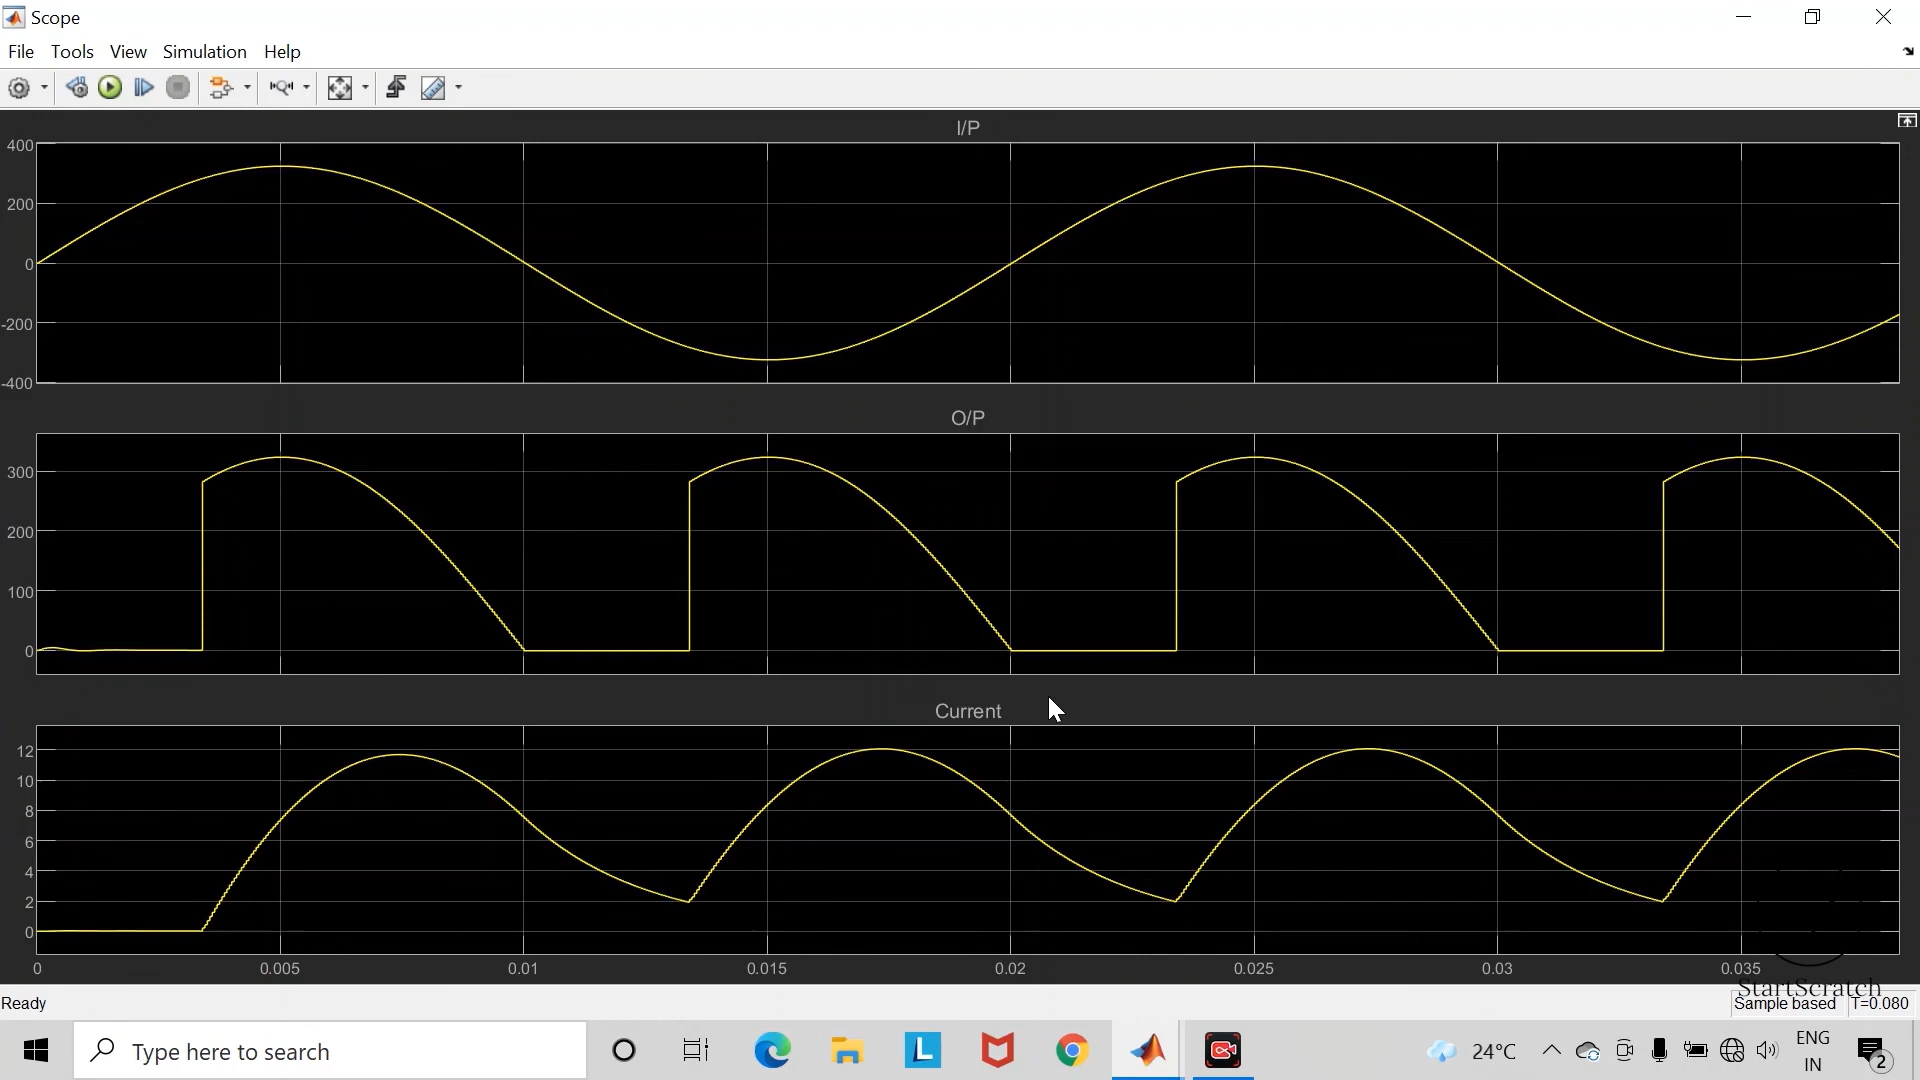 Scope
File Tools View Simulation Help
I/P
400
200
0
-200
-400
O/P
300
200
100
0
Current
12
10
8
6
4
2
0
0 0.005 0.01 0.015 0.02 0.025 0.03 0.035
StartScratch
Ready Sample based T=0.080
Type here to search
L
24°C
ENG
IN
2